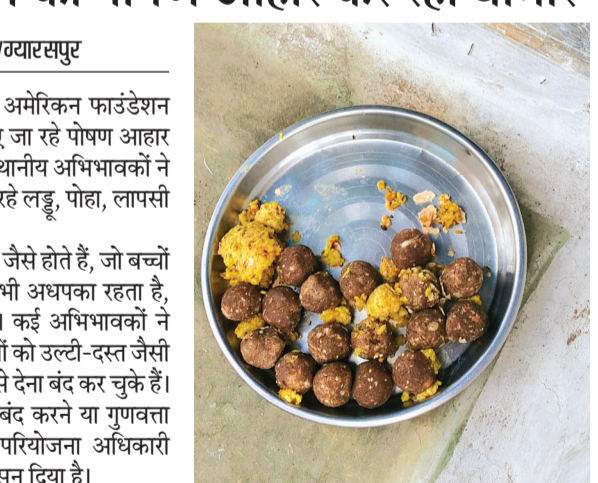 /ग्यारसपुर
अमेरिकन फाउंडेशन
जा रहे पोषण आहार
थानीय अभिभावकों ने
रहे लड्डू, पोहा, लापसी
जैसे होते हैं, जो बच्चों
भी अधपका रहता है,
। कई अभिभावकों ने
को उल्टी-दस्त जैसी
से देना बंद कर चुके हैं।
बंद करने या गुणवत्ता
परियोजना अधिकारी
दिया है।